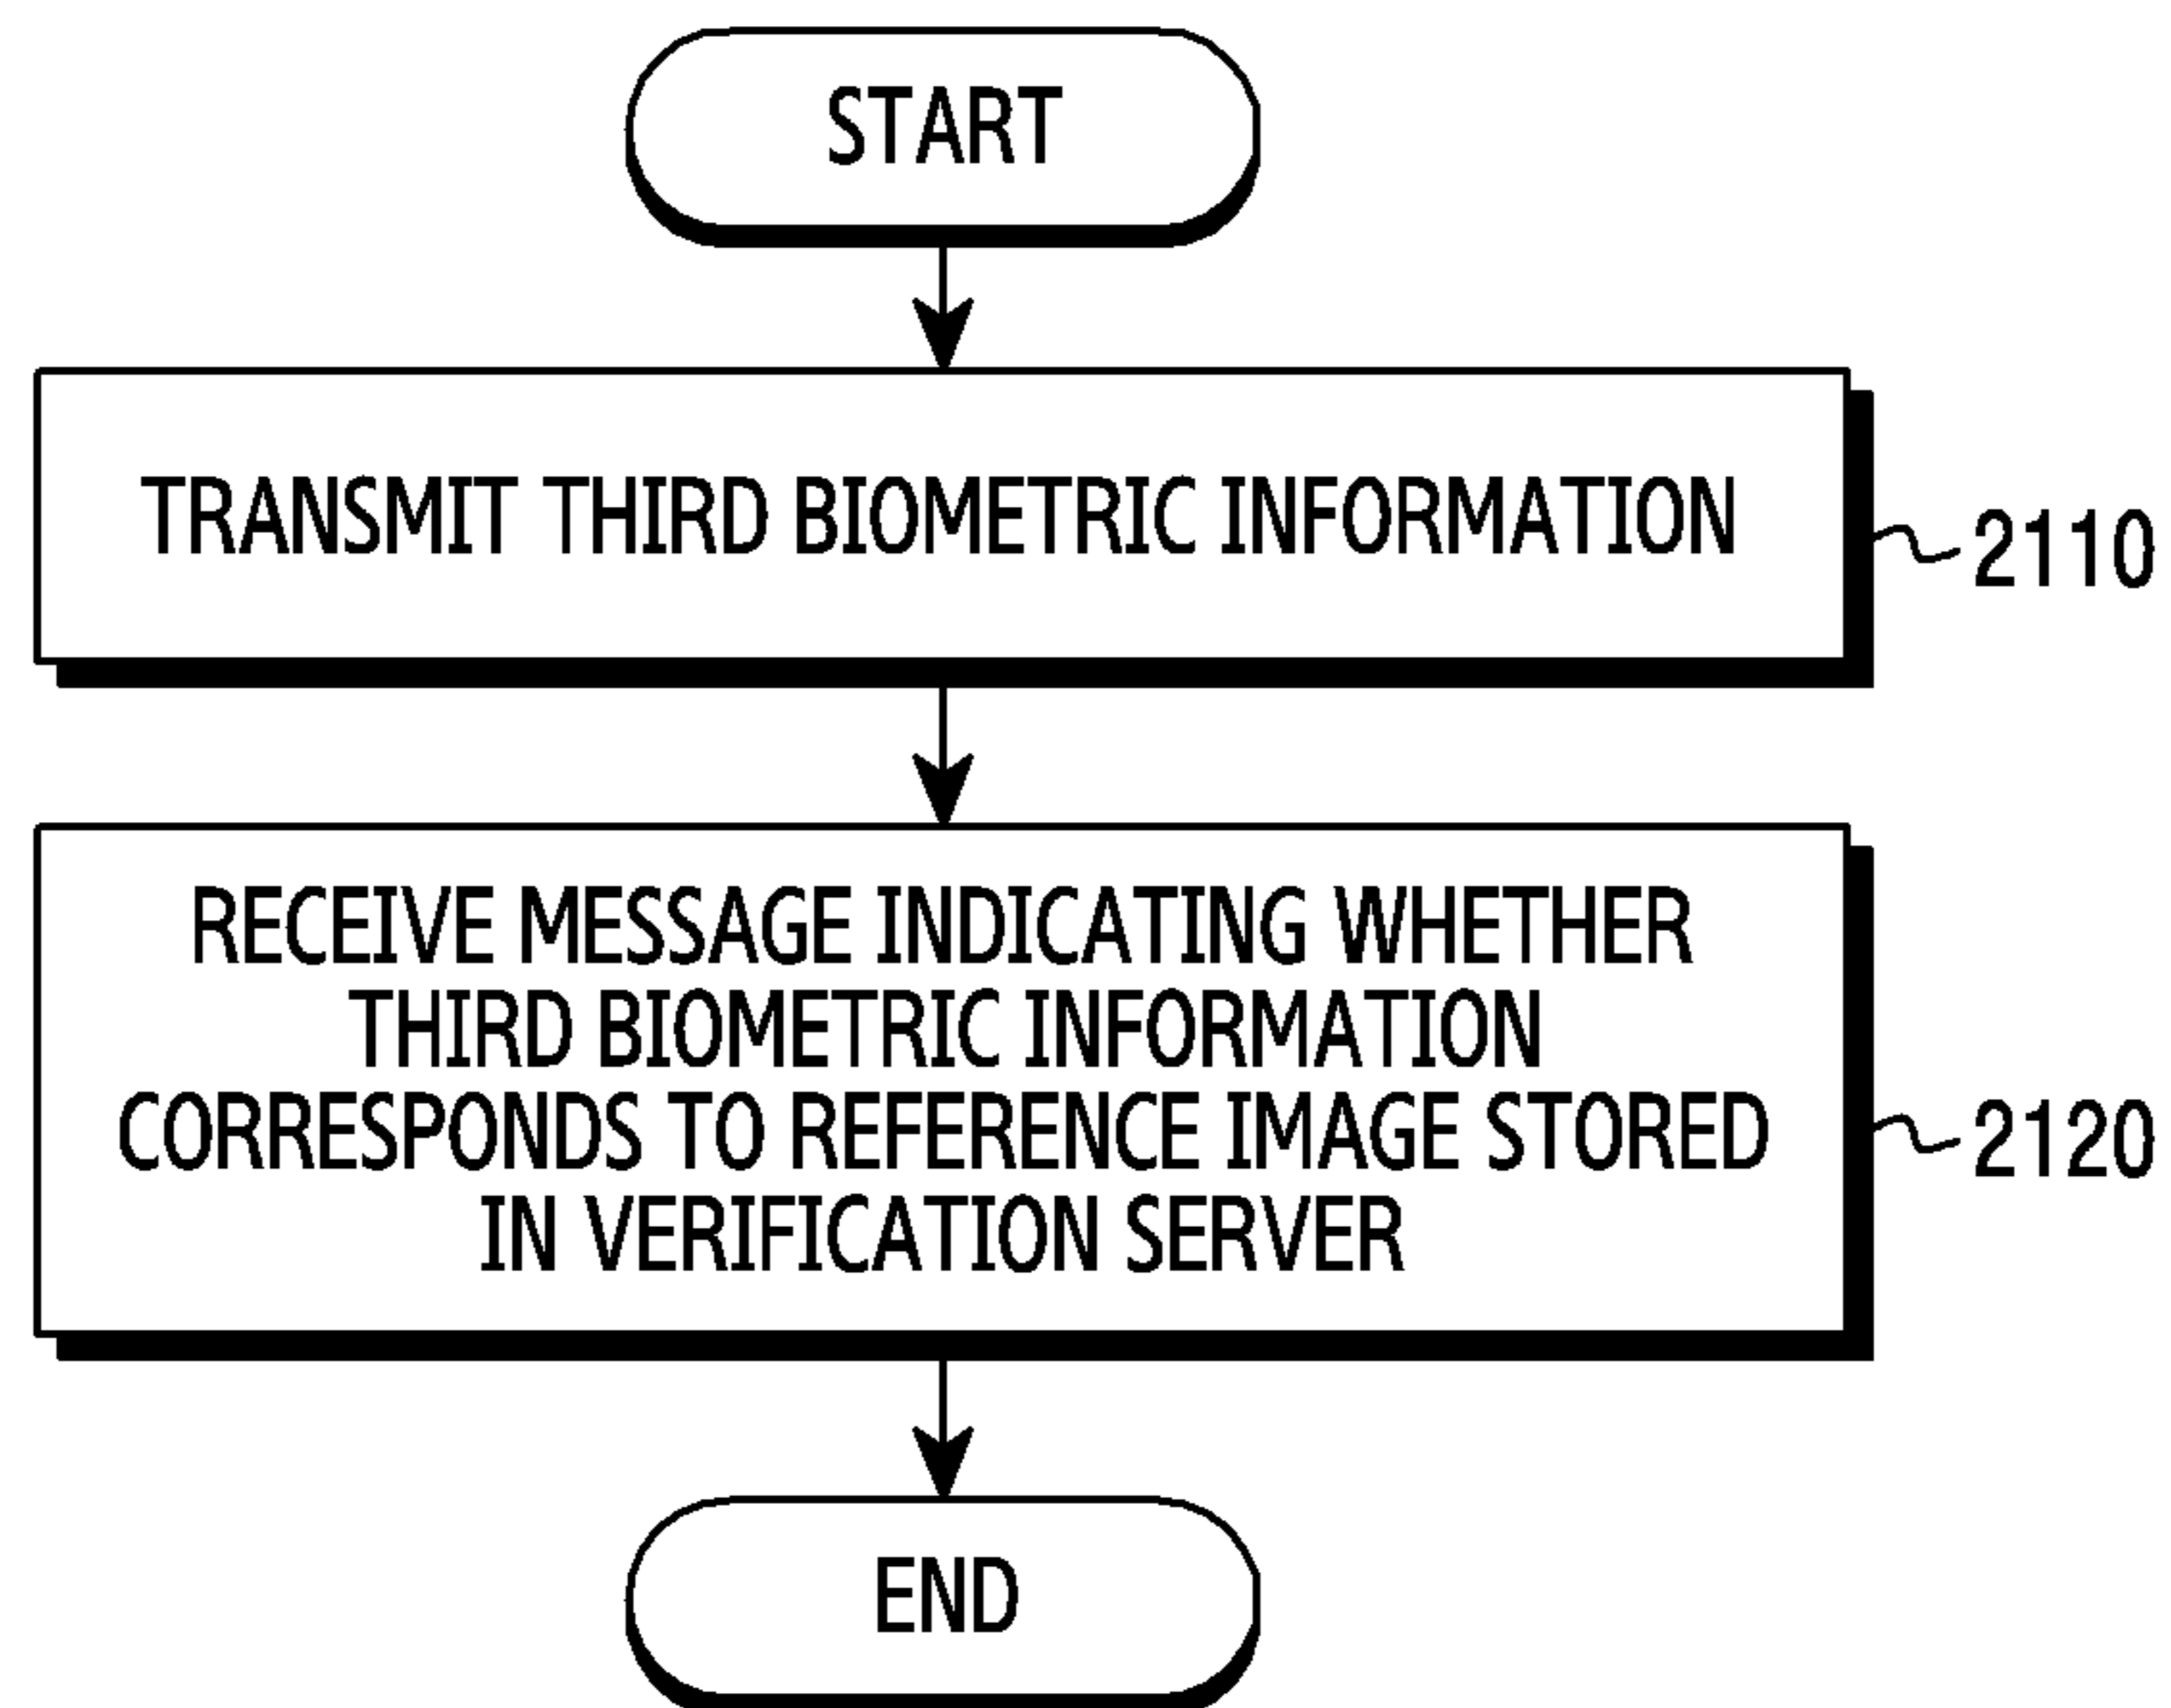 START
TRANSMIT THIRD BIOMETRIC INFORMATION
2110
RECEIVE MESSAGE INDICATING WHETHER
THIRD BIOMETRIC INFORMATION
CORRESPONDS TO REFERENCE IMAGE STORED
IN VERIFICATION SERVER
2120
END